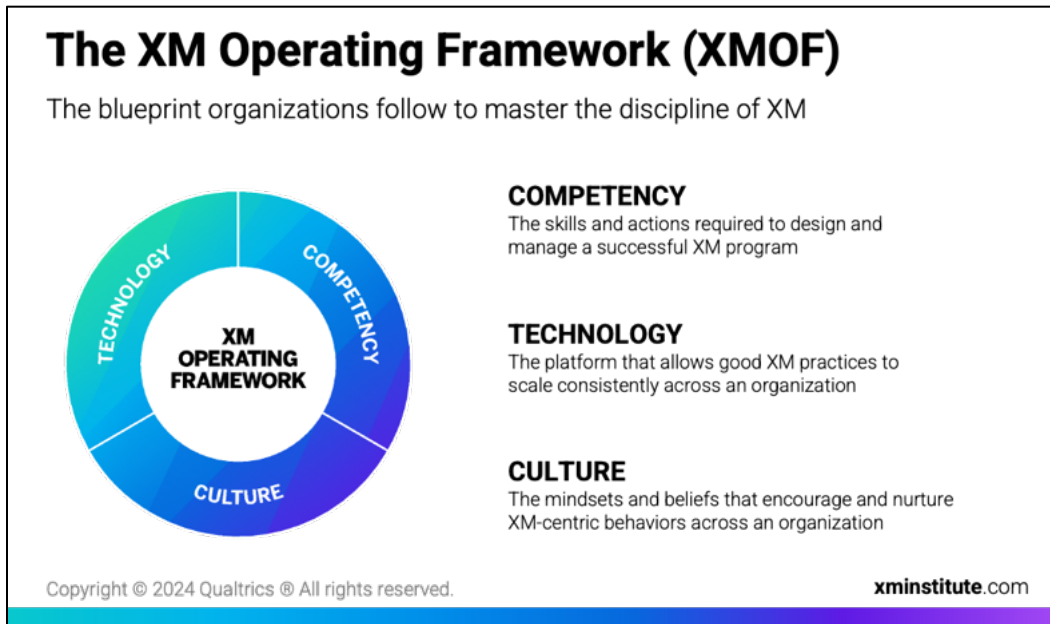 The XM Operating Framework (XMOF)
The blueprint organizations follow to master the discipline of XM
TECHNOLOGY
COMPETENCY
CULTURE
XM
OPERATING
FRAMEWORK
COMPETENCY
The skills and actions required to design and
manage a successful XM program
TECHNOLOGY
The platform that allows good XM practices to
scale consistently across an organization
CULTURE
The mindsets and beliefs that encourage and nurture
XM-centric behaviors across an organization
Copyright © 2024 Qualtrics ® All rights reserved.
xminstitute.com